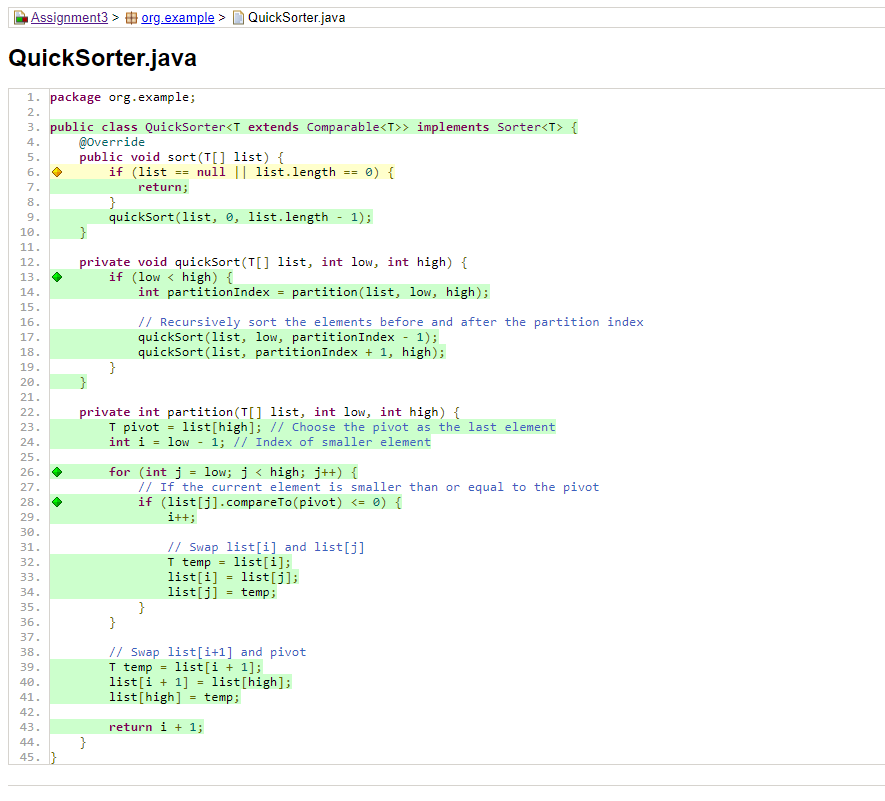 Assignment3 > org.example > QuickSorter.java
QuickSorter.java
1. package org.example;
2.
3. public class QuickSorter<T extends Comparable<T>> implements Sorter<T> {
4.     @Override
5.     public void sort(T[] list) {
6.         if (list == null || list.length == 0) {
7.             return;
8.         }
9.         quickSort(list, 0, list.length - 1);
10.     }
11.
12.     private void quickSort(T[] list, int low, int high) {
13.         if (low < high) {
14.             int partitionIndex = partition(list, low, high);
15.
16.             // Recursively sort the elements before and after the partition index
17.             quickSort(list, low, partitionIndex - 1);
18.             quickSort(list, partitionIndex + 1, high);
19.         }
20.     }
21.
22.     private int partition(T[] list, int low, int high) {
23.         T pivot = list[high]; // Choose the pivot as the last element
24.         int i = low - 1; // Index of smaller element
25.
26.         for (int j = low; j < high; j++) {
27.             // If the current element is smaller than or equal to the pivot
28.             if (list[j].compareTo(pivot) <= 0) {
29.                 i++;
30.
31.                 // Swap list[i] and list[j]
32.                 T temp = list[i];
33.                 list[i] = list[j];
34.                 list[j] = temp;
35.             }
36.         }
37.
38.         // Swap list[i+1] and pivot
39.         T temp = list[i + 1];
40.         list[i + 1] = list[high];
41.         list[high] = temp;
42.
43.         return i + 1;
44.     }
45. }